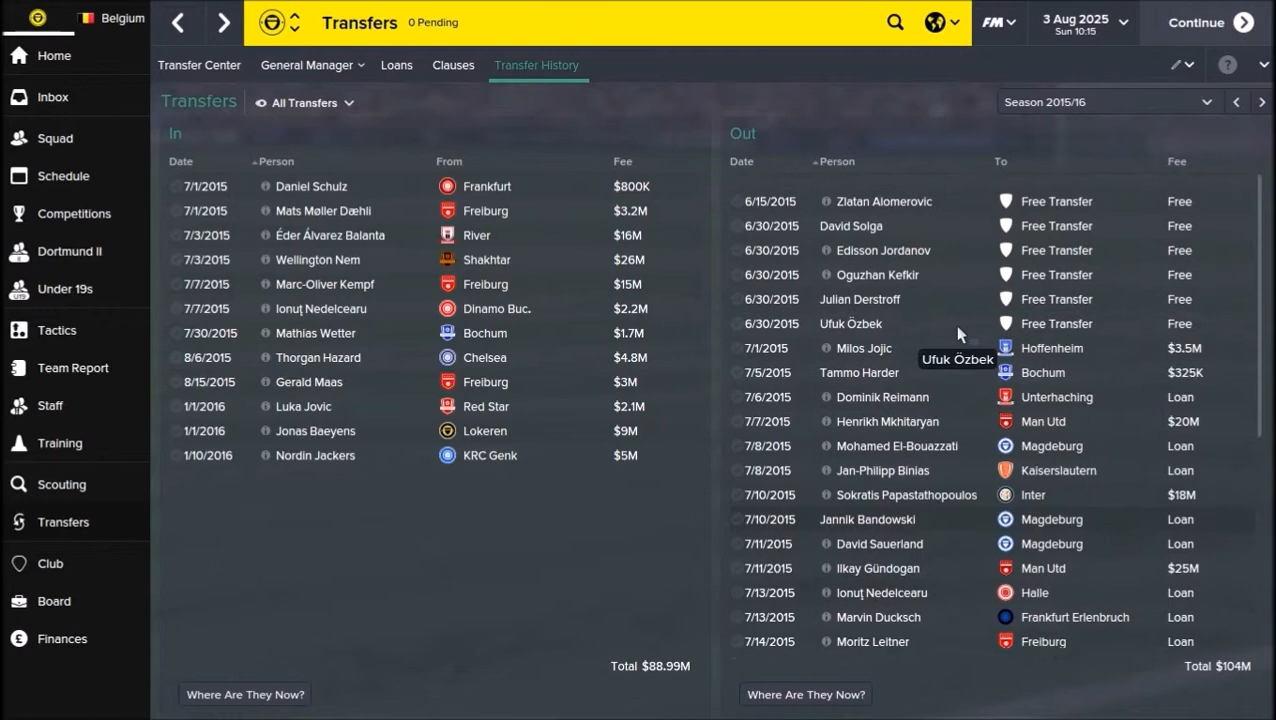 Belgium
Transfers 0 Pending
FM
3 Aug 2025
Sun 10:15
Continue
Home
Inbox
Squad
Schedule
Competitions
Dortmund II
Under 19s
Tactics
Team Report
Staff
Training
Scouting
Transfers
Club
Board
Finances
Transfer Center General Manager Loans Clauses Transfer History
?
Transfers All Transfers
Season 2015/16
In
Date Person From Fee
7/1/2015 Daniel Schulz Frankfurt $800K
7/1/2015 Mats Møller Dæhli Freiburg $3.2M
7/3/2015 Éder Álvarez Balanta River $16M
7/3/2015 Wellington Nem Shakhtar $26M
7/7/2015 Marc-Oliver Kempf Freiburg $15M
7/7/2015 Ionuț Nedelcearu Dinamo Buc. $2.2M
7/30/2015 Mathias Wetter Bochum $1.7M
8/6/2015 Thorgan Hazard Chelsea $4.8M
8/15/2015 Gerald Maas Freiburg $3M
1/1/2016 Luka Jovic Red Star $2.1M
1/1/2016 Jonas Baeyens Lokeren $9M
1/10/2016 Nordin Jackers KRC Genk $5M
Total $88.99M
Where Are They Now?
Out
Date Person To Fee
6/15/2015 Zlatan Alomerovic Free Transfer Free
6/30/2015 David Solga Free Transfer Free
6/30/2015 Edisson Jordanov Free Transfer Free
6/30/2015 Oguzhan Kefkir Free Transfer Free
6/30/2015 Julian Derstroff Free Transfer Free
6/30/2015 Ufuk Özbek Free Transfer Free
7/1/2015 Milos Jojic Hoffenheim $3.5M
Ufuk Özbek
7/5/2015 Tammo Harder Bochum $325K
7/6/2015 Dominik Reimann Unterhaching Loan
7/7/2015 Henrikh Mkhitaryan Man Utd $20M
7/8/2015 Mohamed El-Bouazzati Magdeburg Loan
7/8/2015 Jan-Philipp Binias Kaiserslautern Loan
7/10/2015 Sokratis Papastathopoulos Inter $18M
7/10/2015 Jannik Bandowski Magdeburg Loan
7/11/2015 David Sauerland Magdeburg Loan
7/11/2015 Ilkay Gündogan Man Utd $25M
7/13/2015 Ionuț Nedelcearu Halle Loan
7/13/2015 Marvin Ducksch Frankfurt Erlenbruch Loan
7/14/2015 Moritz Leitner Freiburg Loan
Total $104M
Where Are They Now?